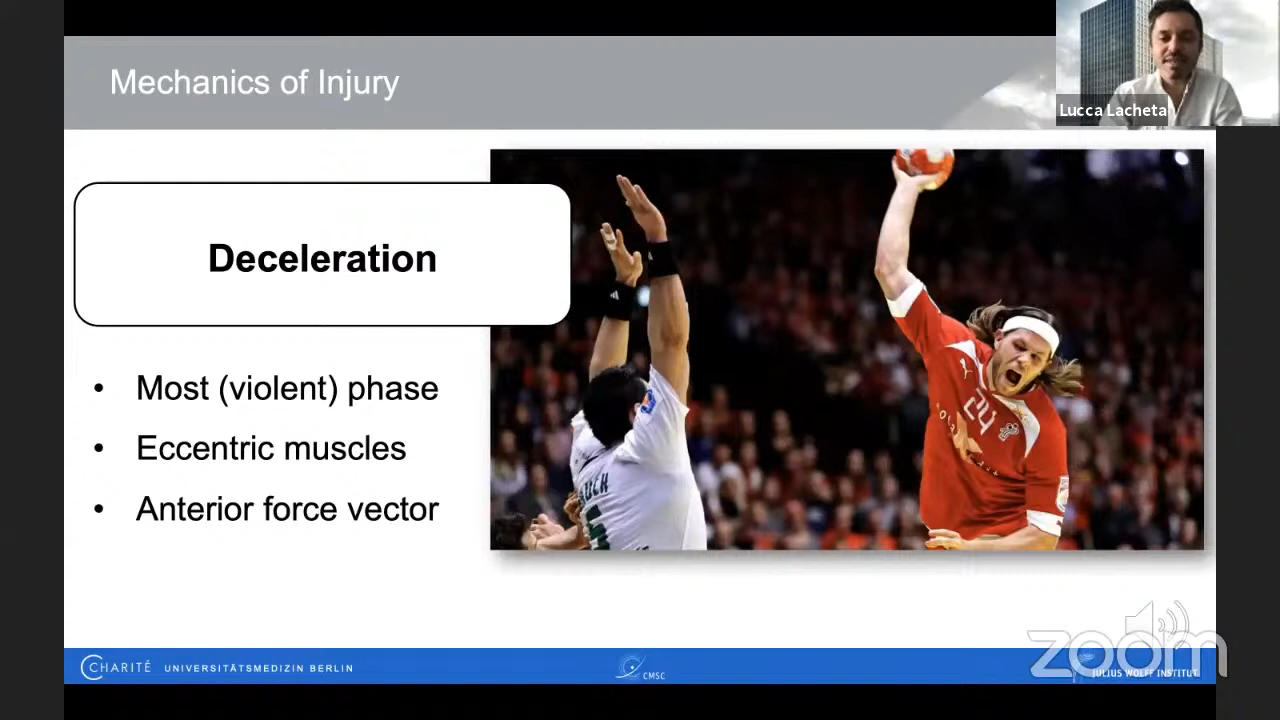 Mechanics of Injury
Lucca Lacheta
Deceleration
• Most (violent) phase
• Eccentric muscles
• Anterior force vector
24
CHARITÉ UNIVERSITÄTSMEDIZIN BERLIN
CMSC
JULIUS WOLFF INSTITUT
zoom